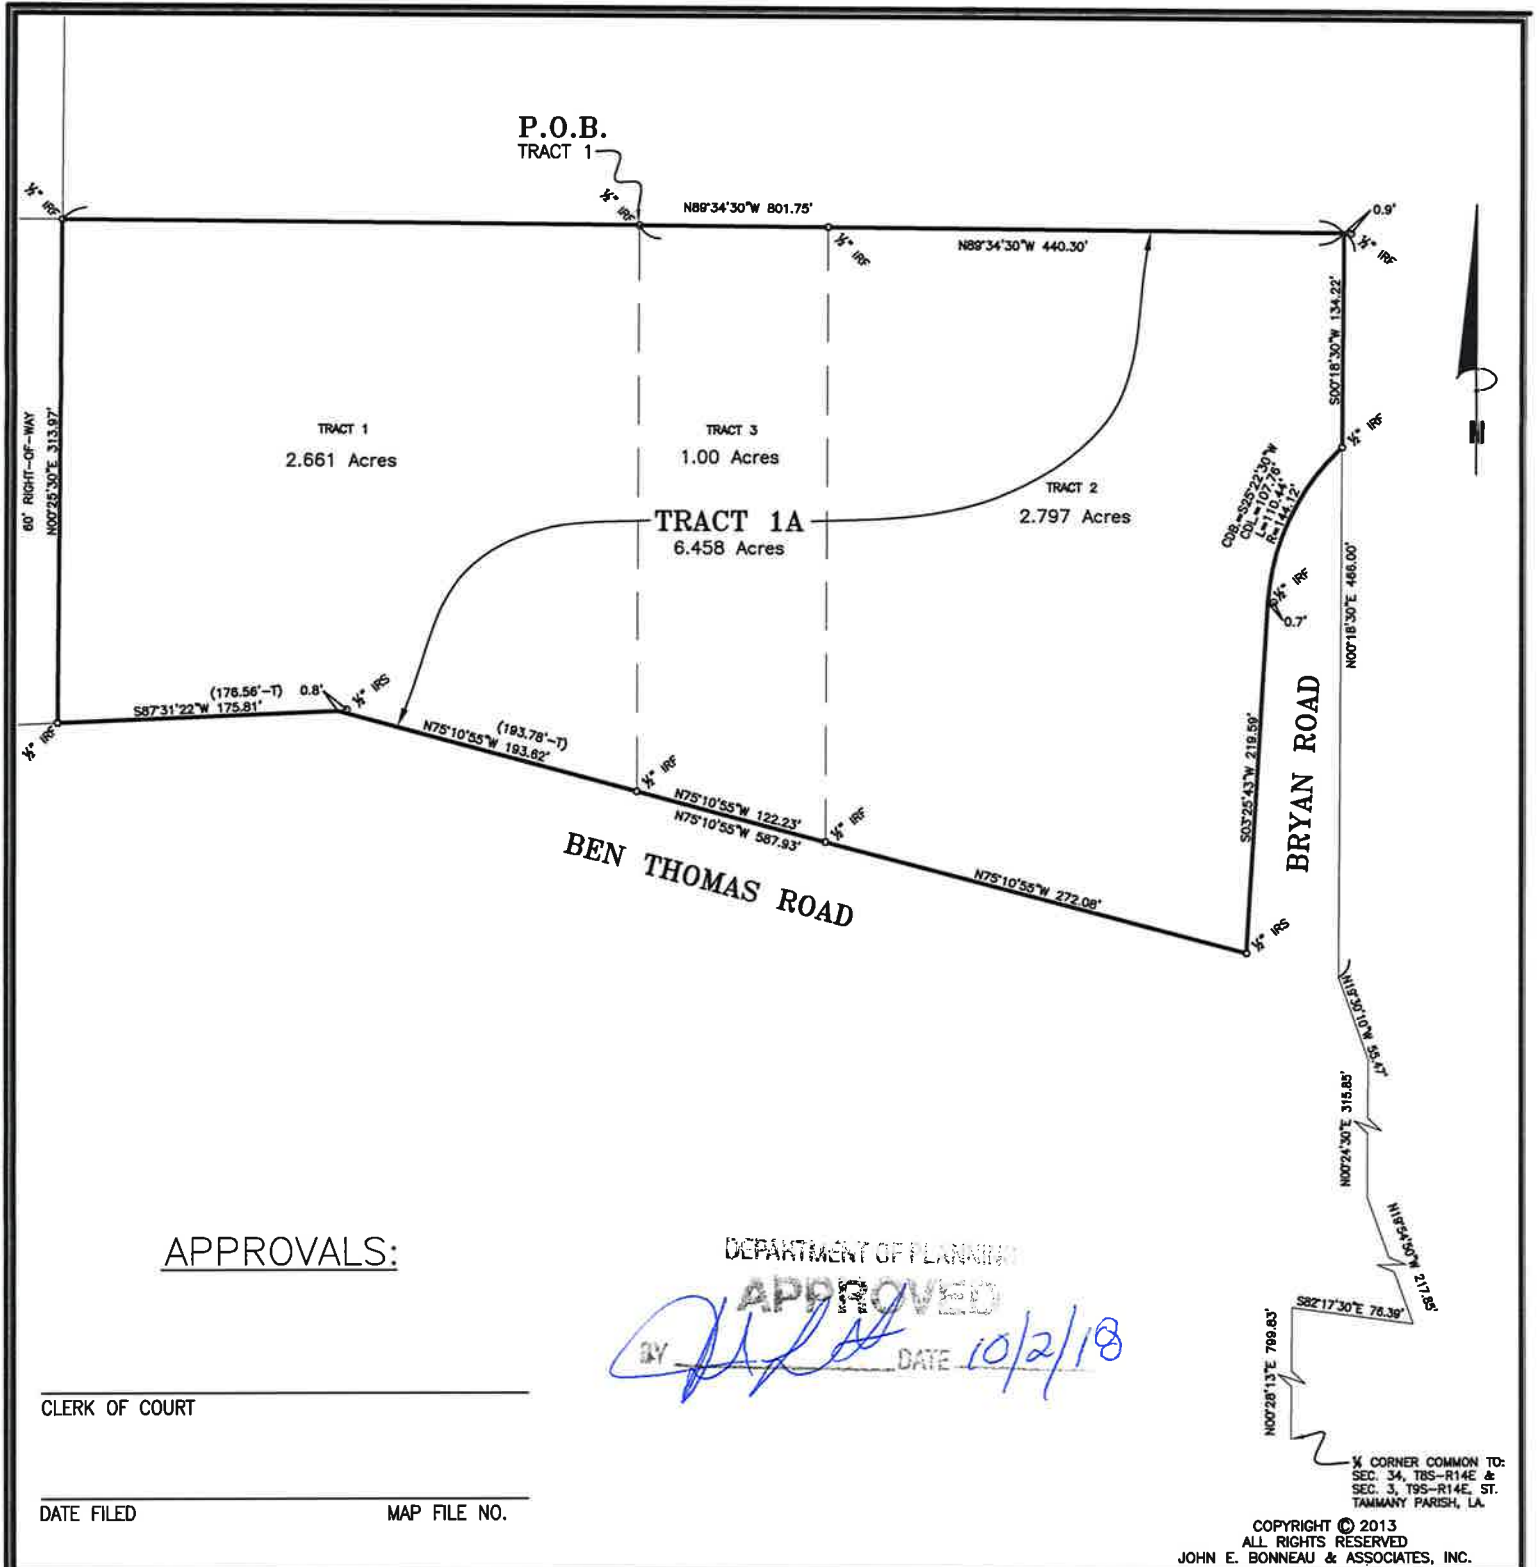 P.O.B.
TRACT 1
½" IRF
½" IRF
N89°34'30"W 801.75'
½" IRF
N89°34'30"W 440.30'
0.9'
½" IRF
S00°18'30"W 134.22'
N
60' RIGHT-OF-WAY
N00°25'30"E 313.97'
TRACT 1
2.661 Acres
TRACT 3
1.00 Acres
TRACT 2
2.797 Acres
TRACT 1A
6.458 Acres
½" IRF
CDB.=S25°22'30"W
CDL.=107.76'
L=110.44'
R=144.12'
½" IRF
0.7'
N00°18'30"E 466.00'
(176.56'-T)
0.8'
½" IRS
S87°31'22"W 175.81'
½" IRF
(193.78'-T)
N75°10'55"W 193.62'
½" IRF
N75°10'55"W 122.23'
N75°10'55"W 587.93'
½" IRF
N75°10'55"W 272.08'
S03°25'43"W 219.59'
BRYAN ROAD
BEN THOMAS ROAD
½" IRS
N19°30'10"W 55.47'
N00°24'30"E 315.85'
N19°54'50"W 217.85'
S82°17'30"E 76.39'
N00°28'13"E 799.83'
APPROVALS:
DEPARTMENT OF PLANNING
APPROVED
BY
DATE 10/2/18
CLERK OF COURT
DATE FILED MAP FILE NO.
¼ CORNER COMMON TO:
SEC. 34, T8S-R14E &
SEC. 3, T9S-R14E, ST.
TAMMANY PARISH, LA.
COPYRIGHT © 2013
ALL RIGHTS RESERVED
JOHN E. BONNEAU & ASSOCIATES, INC.